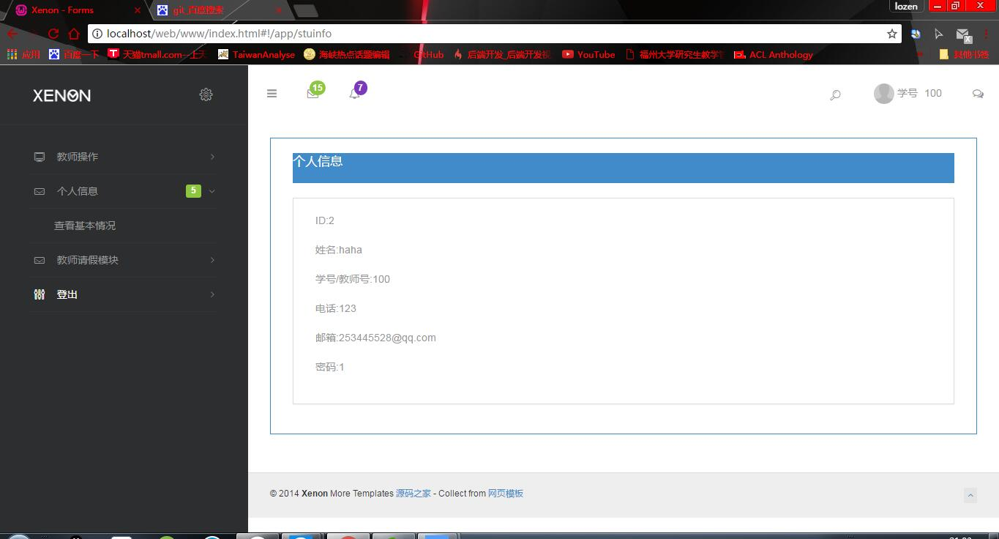 Xenon - Forms
git_百度搜索
lozen
localhost/web/www/index.html#!/app/stuinfo
应用
百度一下
天猫tmall.com--上天
TaiwanAnalyse
海峡热点话题编辑
GitHub
后端开发_后端开发视
YouTube
福州大学研究生教学管
ACL Anthology
其他书签
XENON
15
7
学号 100
教师操作
个人信息
5
查看基本情况
教师请假模块
登出
个人信息
ID:2
姓名:haha
学号/教师号:100
电话:123
邮箱:253445528@qq.com
密码:1
© 2014 Xenon More Templates 源码之家 - Collect from 网页模板